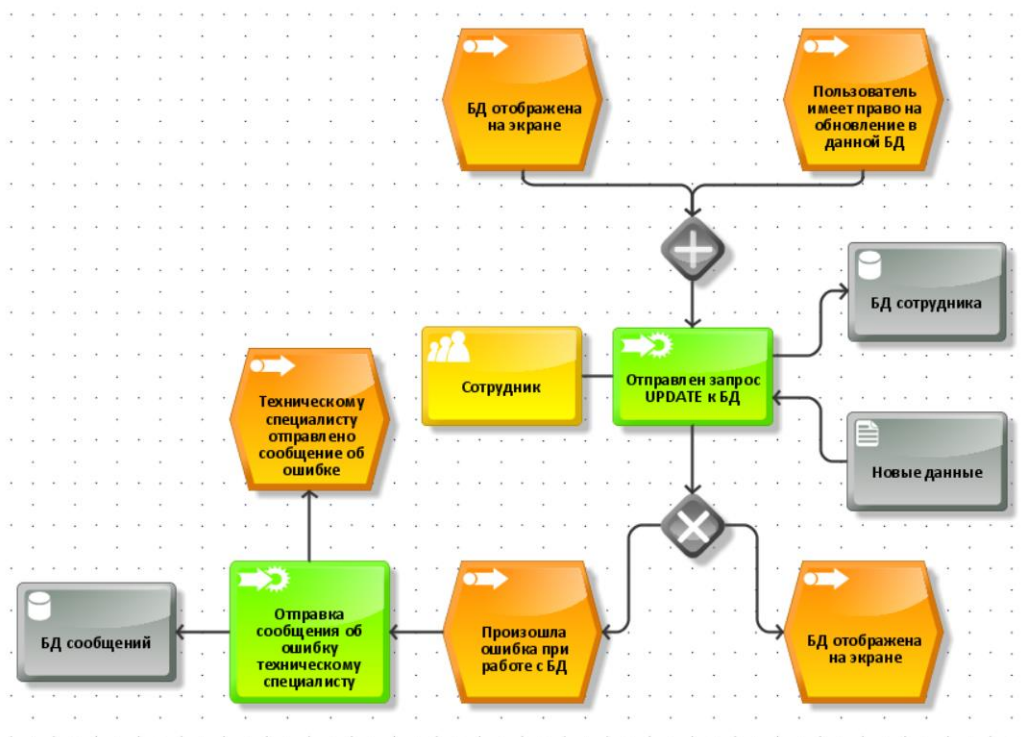 БД отображена
на экране
Пользователь
имеет право на
обновление в
данной БД
БД сотрудника
Сотрудник
Отправлен запрос
UPDATE к БД
Техническому
специалисту
отправлено
сообщение об
ошибке
Новые данные
БД сообщений
Отправка
сообщения об
ошибку
техническому
специалисту
Произошла
ошибка при
работе с БД
БД отображена
на экране